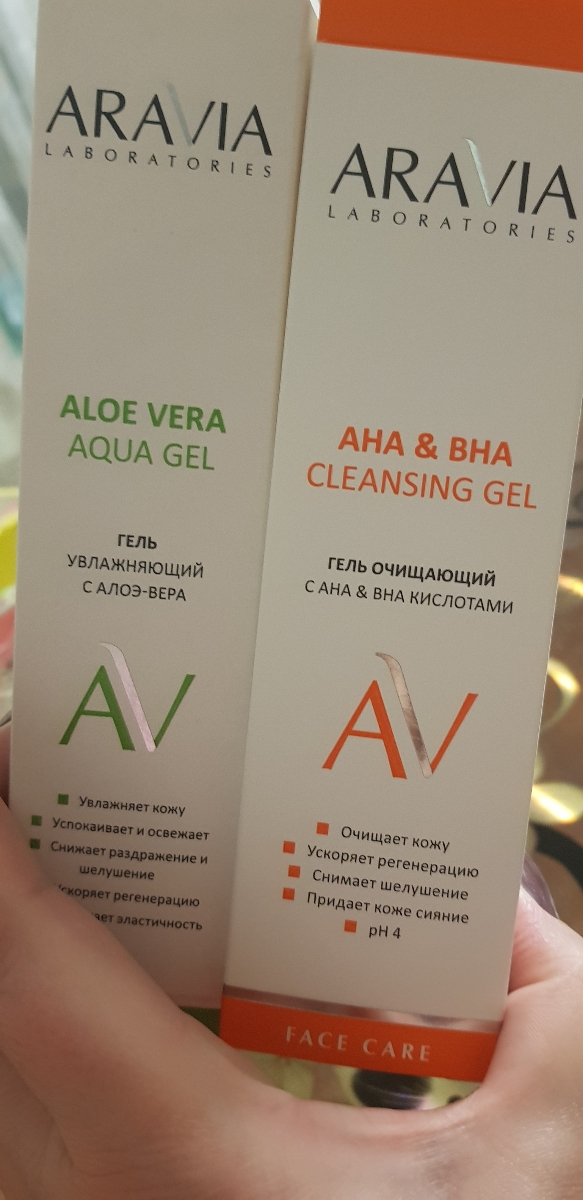 ARAVIA
LABORATORIES
ALOE VERA
AQUA GEL
ГЕЛЬ
УВЛАЖНЯЮЩИЙ
С АЛОЭ-ВЕРА
AV
Увлажняет кожу
Успокаивает и освежает
Снижает раздражение и
шелушение
регенерацию
эластичность
ARAVIA
LABORATORIES
AHA & BHA
CLEANSING GEL
ГЕЛЬ ОЧИЩАЮЩИЙ
С AHA & BHA КИСЛОТАМИ
AV
Очищает кожу
Ускоряет регенерацию
Снимает шелушение
Придает коже сияние
pH 4
FACE CARE